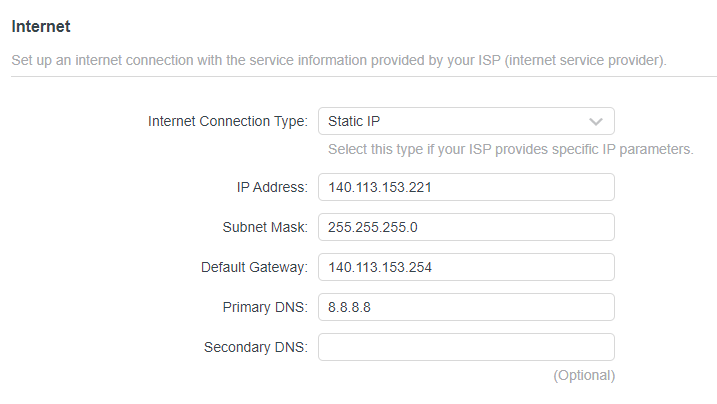 Internet
Set up an internet connection with the service information provided by your ISP (internet service provider).
Internet Connection Type: Static IP
Select this type if your ISP provides specific IP parameters.
IP Address: 140.113.153.221
Subnet Mask: 255.255.255.0
Default Gateway: 140.113.153.254
Primary DNS: 8.8.8.8
Secondary DNS:
(Optional)